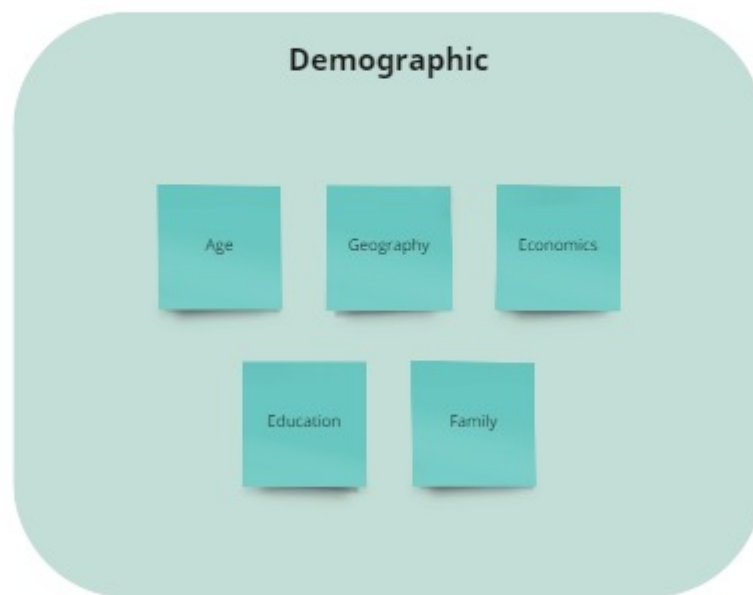 Demographic
Age
Geography
Economics
Education
Family